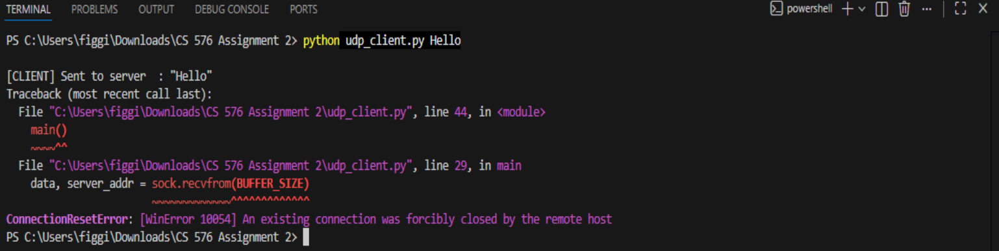 TERMINAL PROBLEMS OUTPUT DEBUG CONSOLE PORTS powershell
PS C:\Users\figgi\Downloads\CS 576 Assignment 2> python udp_client.py Hello
[CLIENT] Sent to server  : "Hello"
Traceback (most recent call last):
  File "C:\Users\figgi\Downloads\CS 576 Assignment 2\udp_client.py", line 44, in <module>
    main()
    ~~~~^^
  File "C:\Users\figgi\Downloads\CS 576 Assignment 2\udp_client.py", line 29, in main
    data, server_addr = sock.recvfrom(BUFFER_SIZE)
                        ~~~~~~~~~~~~~^^^^^^^^^^^^^
ConnectionResetError: [WinError 10054] An existing connection was forcibly closed by the remote host
PS C:\Users\figgi\Downloads\CS 576 Assignment 2>